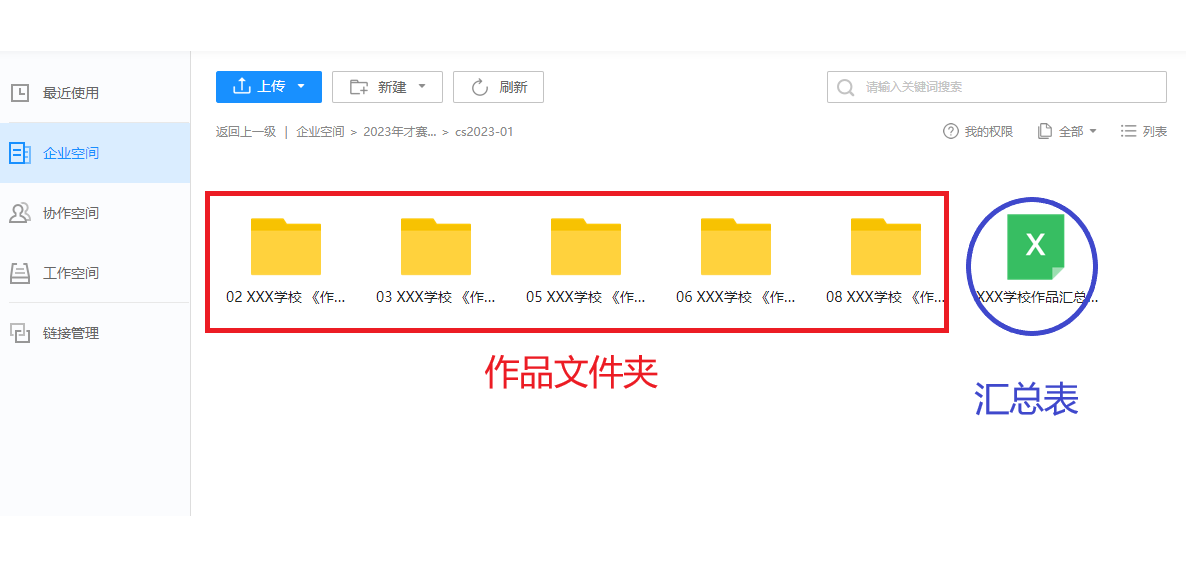 最近使用
企业空间
协作空间
工作空间
链接管理
上传 新建 刷新 请输入关键词搜索
返回上一级 | 企业空间 > 2023年才赛... > cs2023-01 我的权限 全部 列表
02 XXX学校 《作... 03 XXX学校 《作... 05 XXX学校 《作... 06 XXX学校 《作... 08 XXX学校 《作... XXX学校作品汇总...
作品文件夹
汇总表